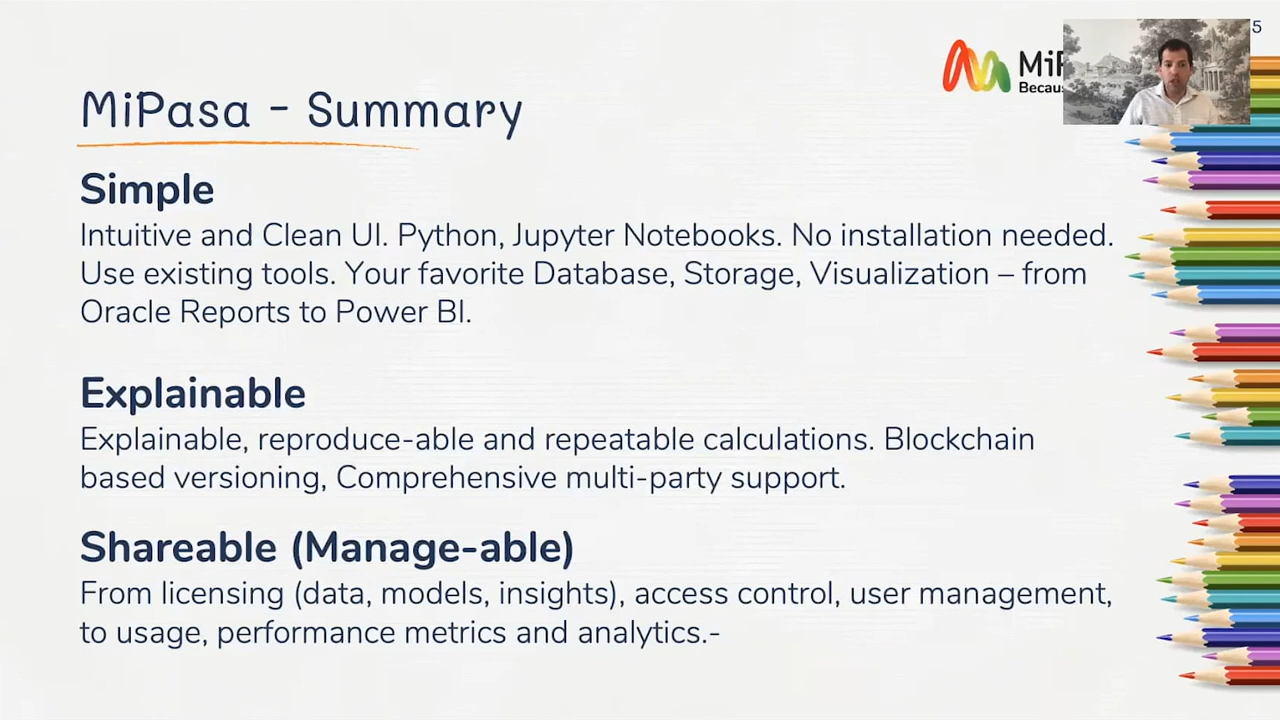 5
MiPasa - Summary
Simple
Intuitive and Clean UI. Python, Jupyter Notebooks. No installation needed.
Use existing tools. Your favorite Database, Storage, Visualization – from
Oracle Reports to Power BI.
Explainable
Explainable, reproduce-able and repeatable calculations. Blockchain
based versioning, Comprehensive multi-party support.
Shareable (Manage-able)
From licensing (data, models, insights), access control, user management,
to usage, performance metrics and analytics.-